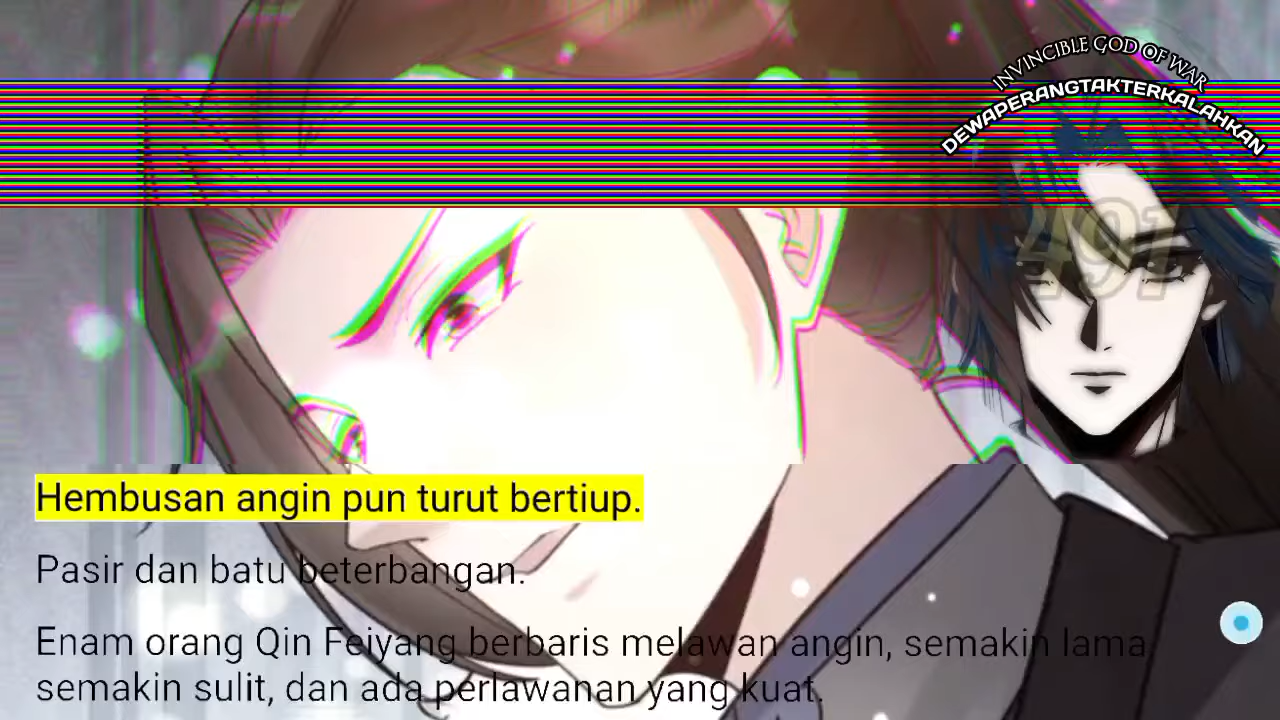 INVINCIBLE GOD OF WAR
DEWAPERANGTAKTERKALAHKAN
491
Hembusan angin pun turut bertiup.
Pasir dan batu beterbangan.
Enam orang Qin Feiyang berbaris melawan angin, semakin lama
semakin sulit, dan ada perlawanan yang kuat.